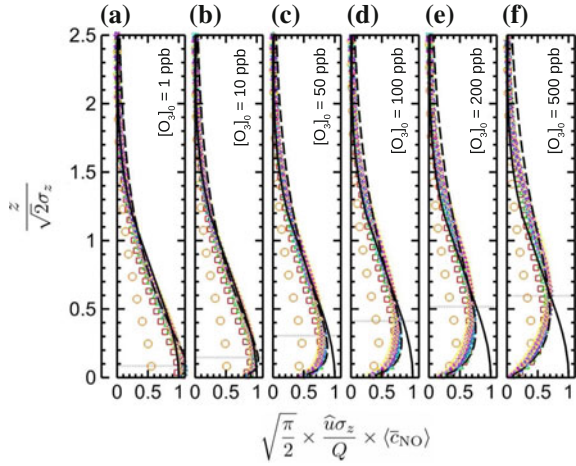 (a) (b) (c) (d) (e) (f)
[O₃]₀ = 1 ppb
[O₃]₀ = 10 ppb
[O₃]₀ = 50 ppb
[O₃]₀ = 100 ppb
[O₃]₀ = 200 ppb
[O₃]₀ = 500 ppb
2.5
2
1.5
1
0.5
0
z / √2σ_z
0 0.5 1 0 0.5 1 0 0.5 1 0 0.5 1 0 0.5 1 0 0.5 1
√(π/2) × ûσ_z/Q × ⟨c̄_NO⟩